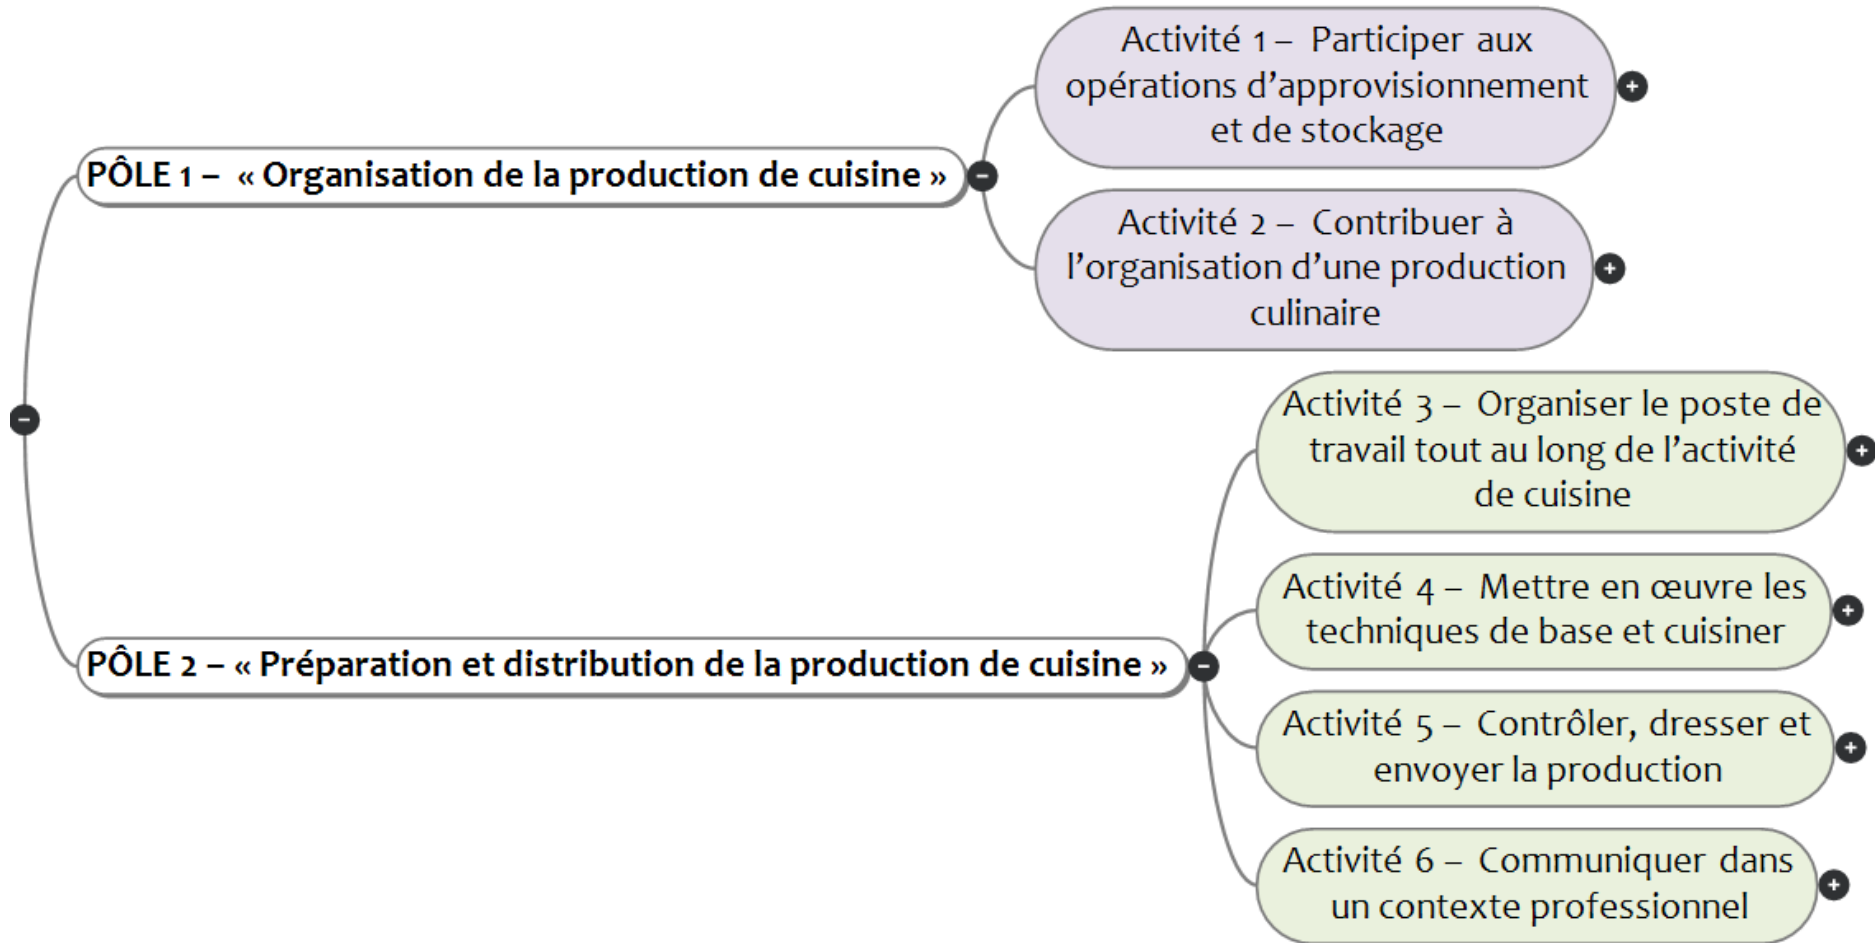 PÔLE 1 – « Organisation de la production de cuisine »
Activité 1 – Participer aux
opérations d’approvisionnement
et de stockage
Activité 2 – Contribuer à
l’organisation d’une production
culinaire
PÔLE 2 – « Préparation et distribution de la production de cuisine »
Activité 3 – Organiser le poste de
travail tout au long de l’activité
de cuisine
Activité 4 – Mettre en œuvre les
techniques de base et cuisiner
Activité 5 – Contrôler, dresser et
envoyer la production
Activité 6 – Communiquer dans
un contexte professionnel